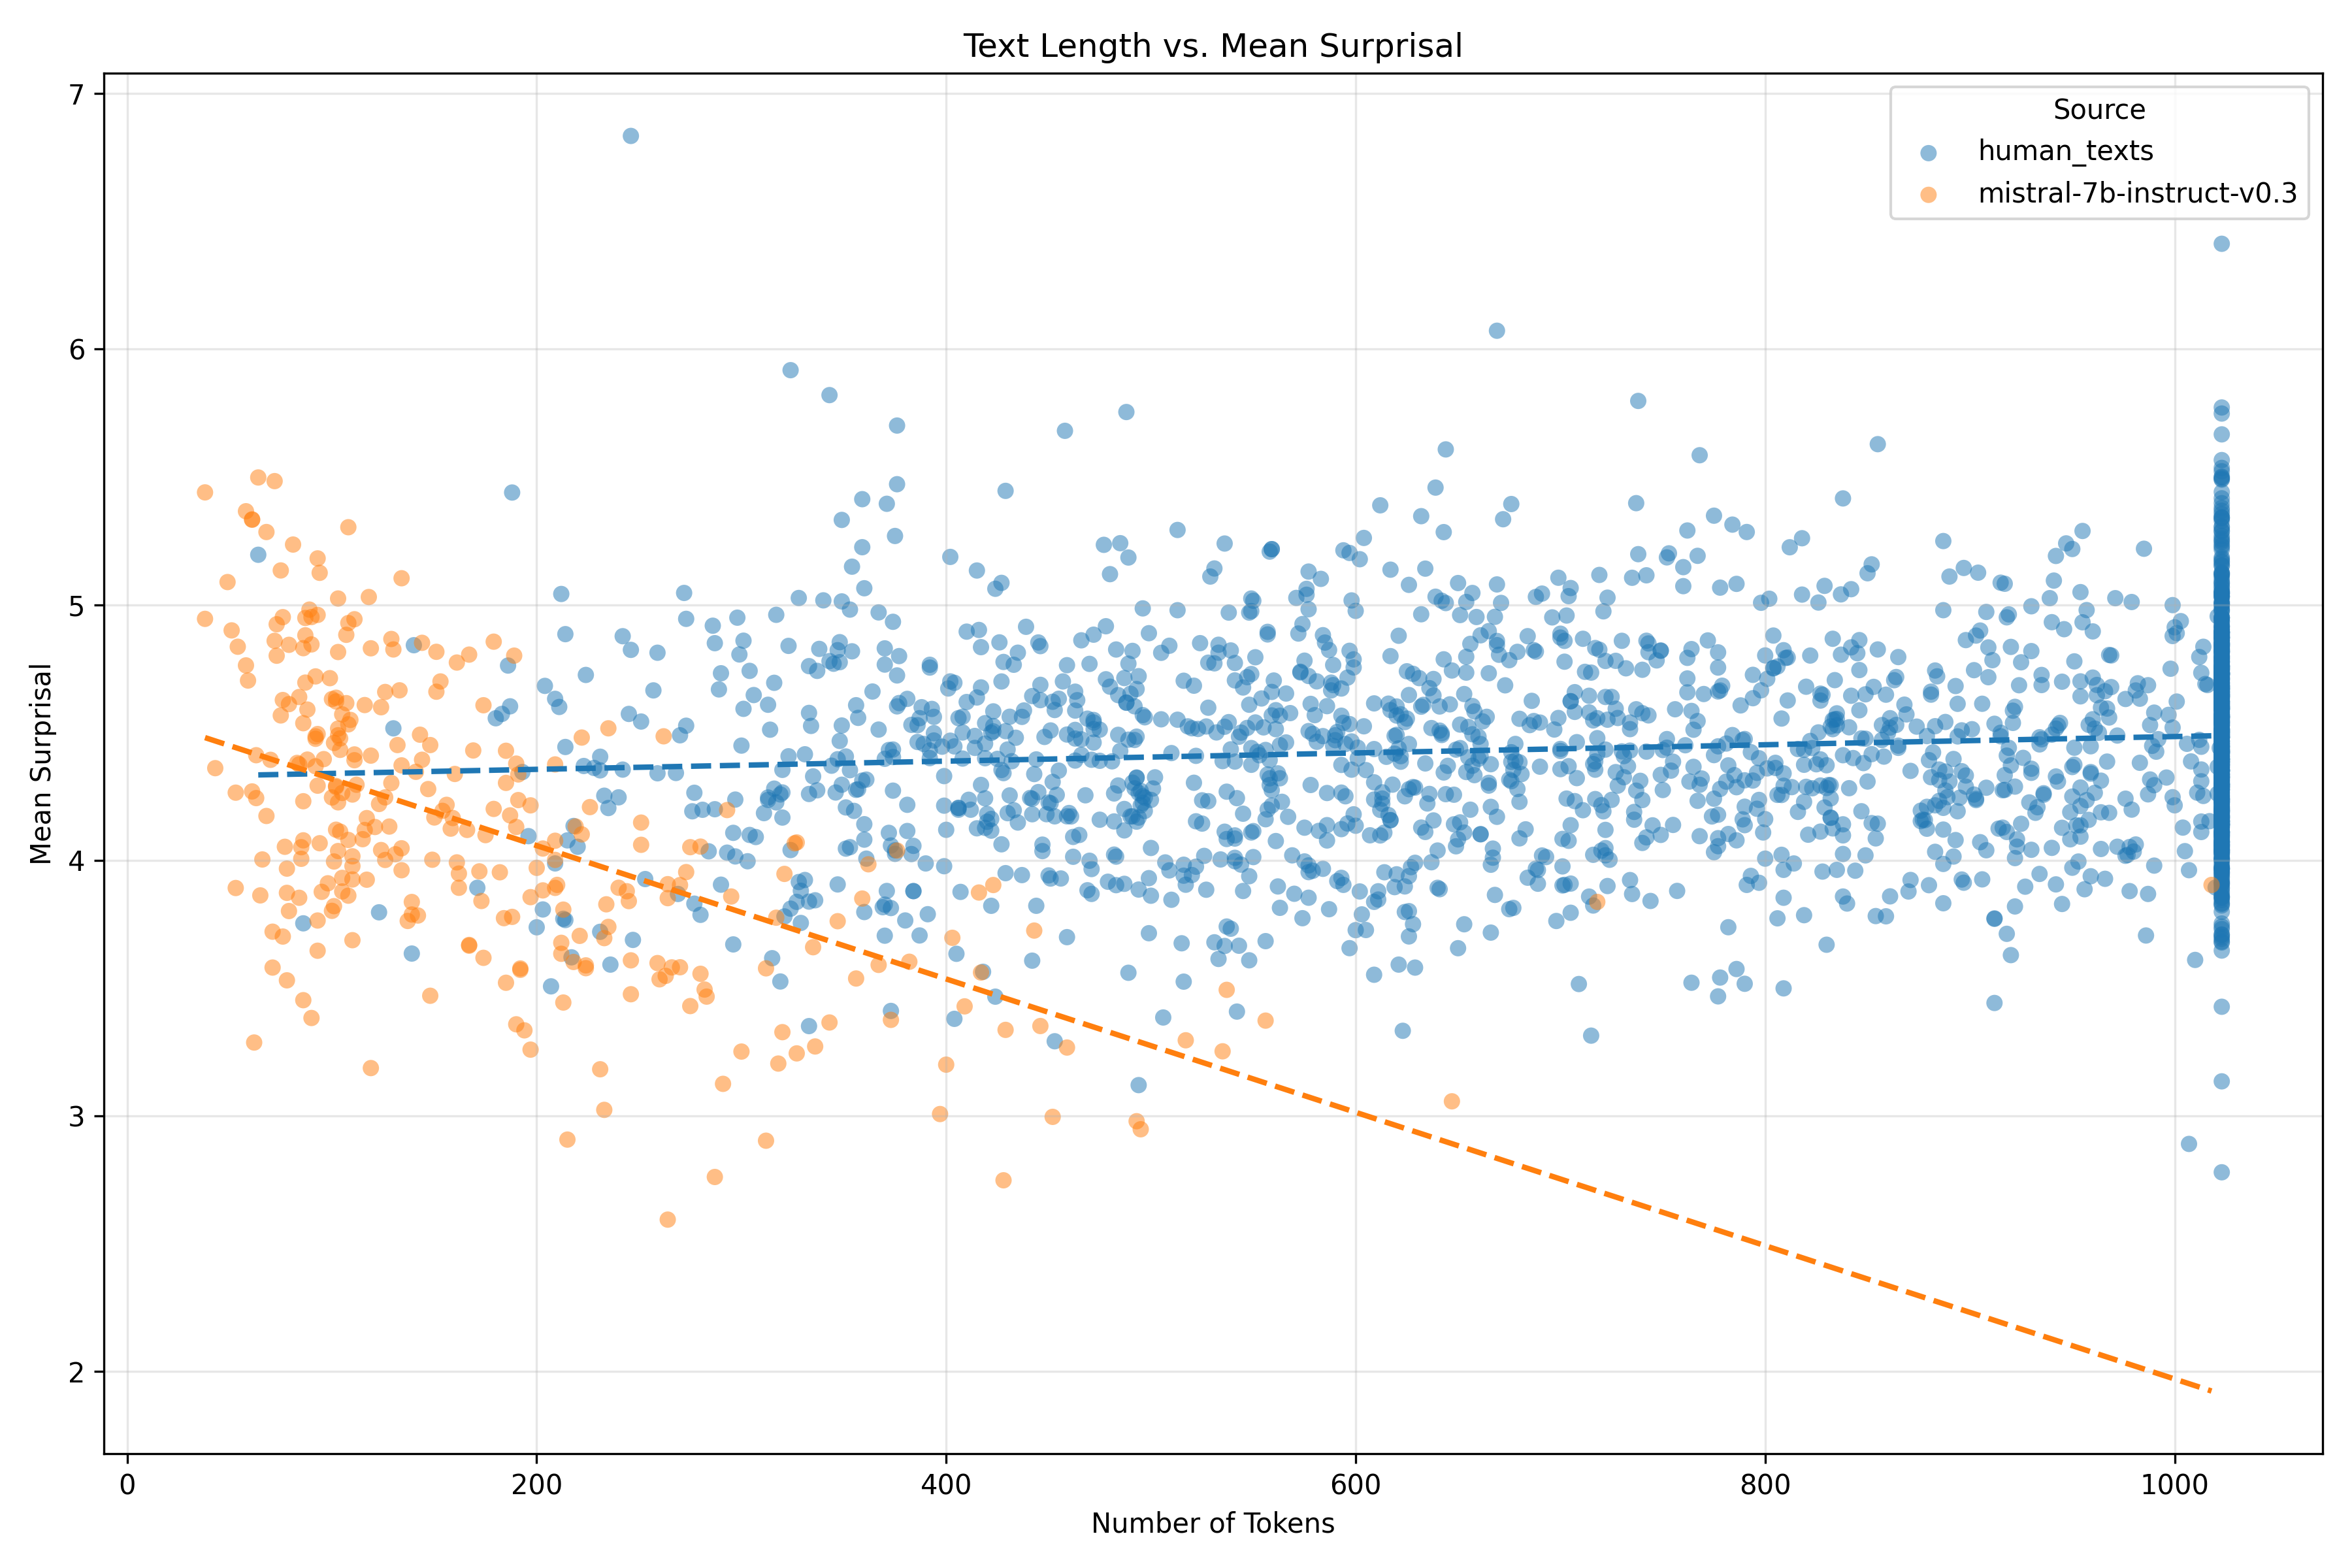 Text Length vs. Mean Surprisal
Source
human_texts
mistral-7b-instruct-v0.3
Mean Surprisal
7
6
5
4
3
2
0
200
400
600
800
1000
Number of Tokens